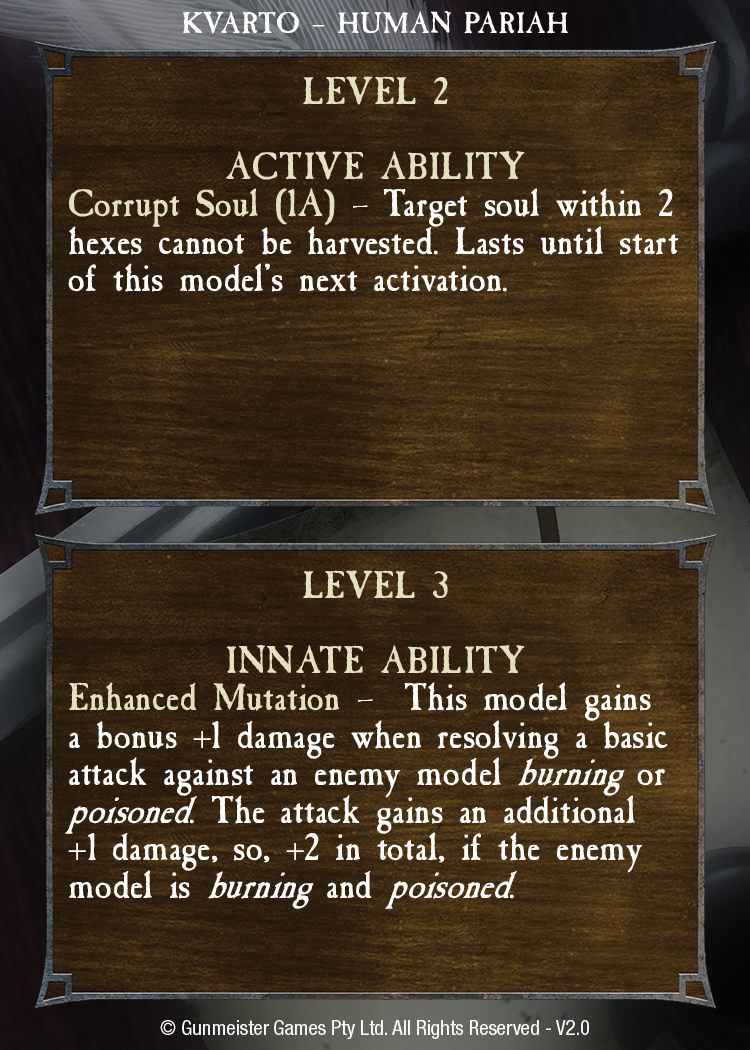 KVARTO – HUMAN PARIAH
LEVEL 2
ACTIVE ABILITY
Corrupt Soul (1A) – Target soul within 2
hexes cannot be harvested. Lasts until start
of this model's next activation.
LEVEL 3
INNATE ABILITY
Enhanced Mutation – This model gains
a bonus +1 damage when resolving a basic
attack against an enemy model burning or
poisoned. The attack gains an additional
+1 damage, so, +2 in total, if the enemy
model is burning and poisoned.
© Gunmeister Games Pty Ltd. All Rights Reserved - V2.0